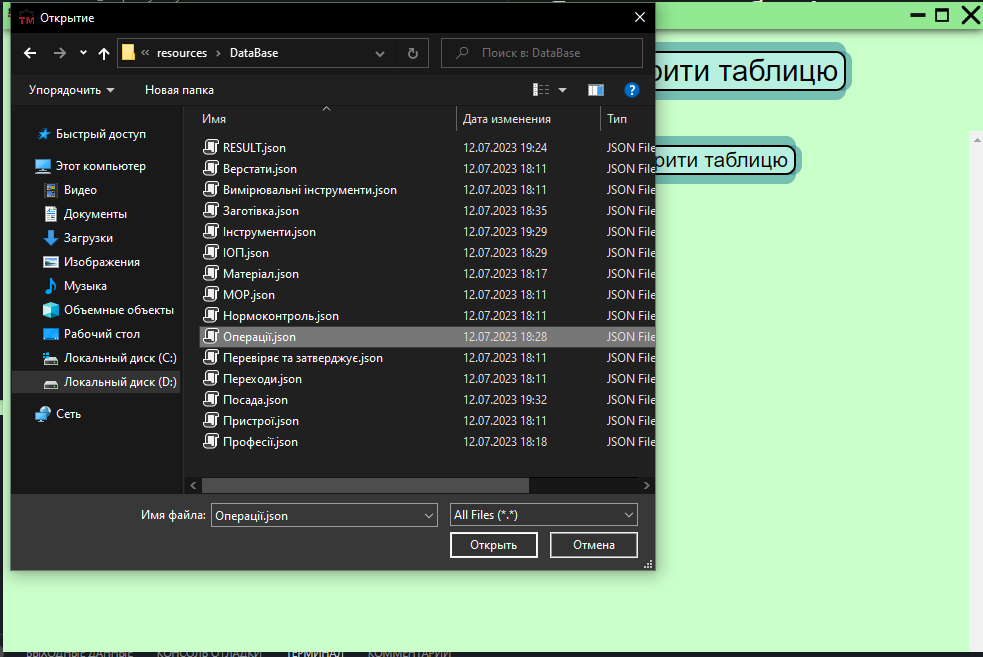 TM Открытие
« resources › DataBase
Поиск в: DataBase
рити таблицю
Упорядочить
Новая папка
?
Имя
Дата изменения
Тип
Быстрый доступ
Этот компьютер
Видео
Документы
Загрузки
Изображения
Музыка
Объемные объекты
Рабочий стол
Локальный диск (C:)
Локальный диск (D:)
Сеть
RESULT.json 12.07.2023 19:24 JSON File
Верстати.json 12.07.2023 18:11 JSON File
Вимірювальні інструменти.json 12.07.2023 18:11 JSON File
Заготівка.json 12.07.2023 18:35 JSON File
Інструменти.json 12.07.2023 19:29 JSON File
ІОП.json 12.07.2023 18:29 JSON File
Матеріал.json 12.07.2023 18:17 JSON File
МОР.json 12.07.2023 18:11 JSON File
Нормоконтроль.json 12.07.2023 18:11 JSON File
Операції.json 12.07.2023 18:28 JSON File
Перевіряє та затверджує.json 12.07.2023 18:11 JSON File
Переходи.json 12.07.2023 18:11 JSON File
Посада.json 12.07.2023 19:32 JSON File
Пристрої.json 12.07.2023 18:11 JSON File
Професії.json 12.07.2023 18:18 JSON File
рити таблицю
Имя файла:
Операції.json
All Files (*.*)
Открыть
Отмена
ВЫХОДНЫЕ ДАННЫЕ КОНСОЛЬ ОТЛАДКИ ТЕРМИНАЛ КОММЕНТАРИИ